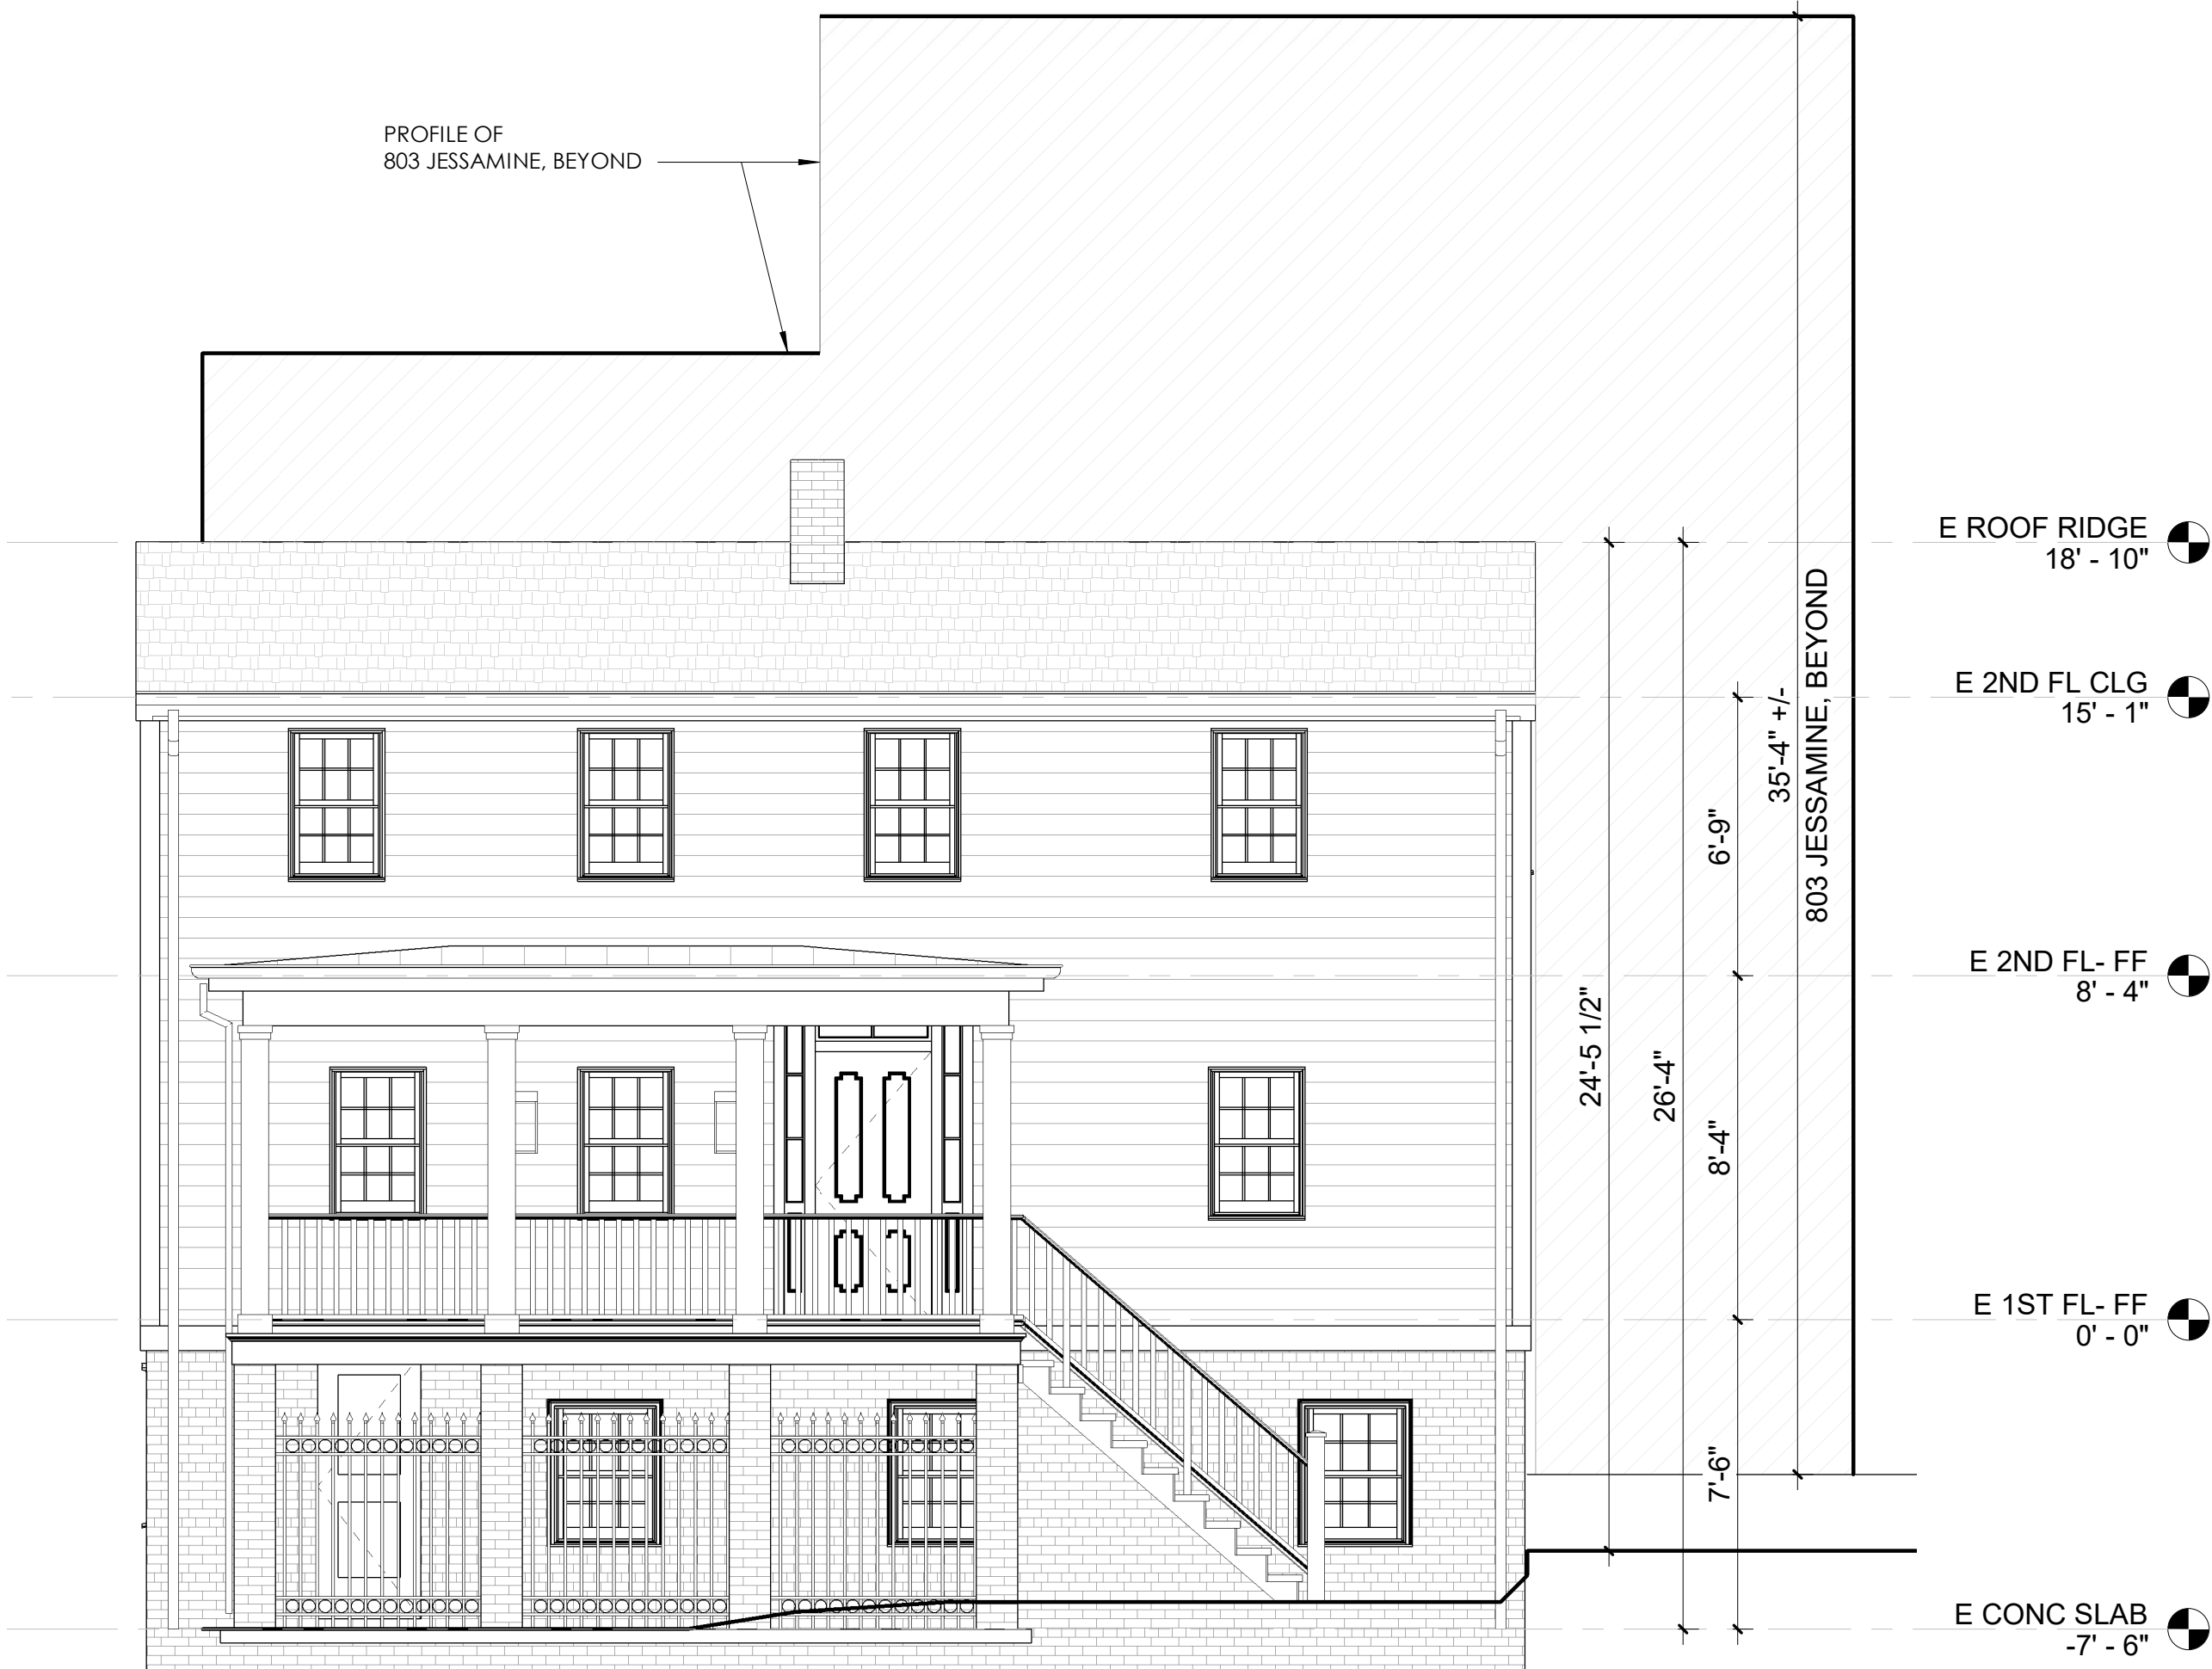 PROFILE OF
803 JESSAMINE, BEYOND
E ROOF RIDGE
18' - 10"
E 2ND FL CLG
15' - 1"
35'-4" +/-
803 JESSAMINE, BEYOND
6'-9"
E 2ND FL- FF
8' - 4"
24'-5 1/2"
26'-4"
8'-4"
E 1ST FL- FF
0' - 0"
7'-6"
E CONC SLAB
-7' - 6"